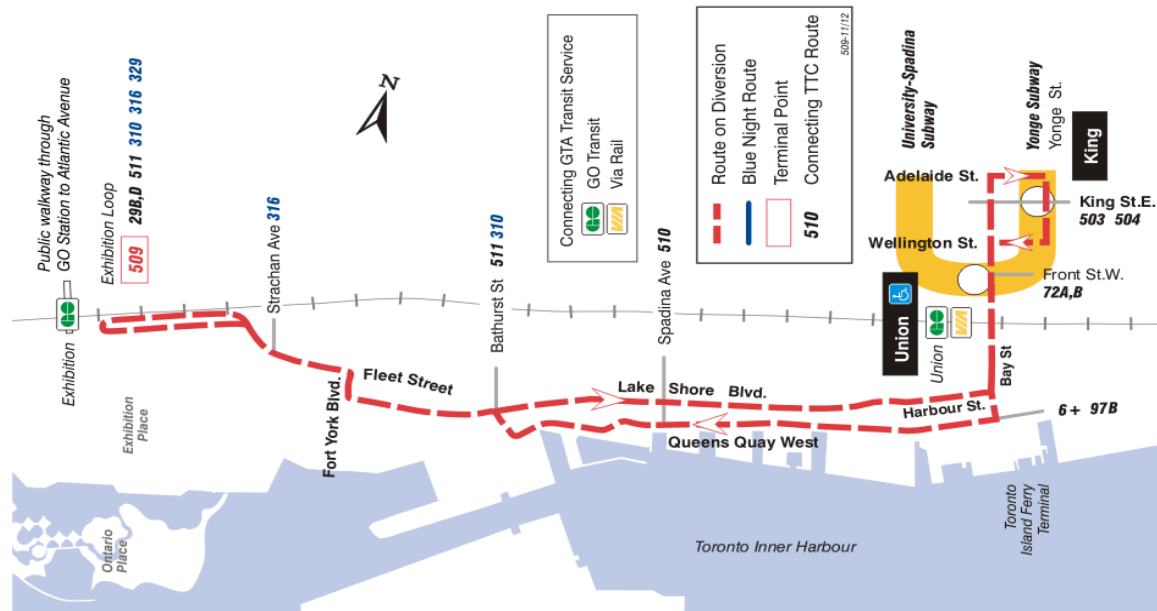 Public walkway through
GO Station to Atlantic Avenue
Exhibition
GO
Exhibition Loop
509
29B,D 511 310 316 329
Strachan Ave 316
Bathurst St 511 310
Spadina Ave 510
N
Connecting GTA Transit Service
GO GO Transit
VIA Via Rail
Route on Diversion
Blue Night Route
Terminal Point
510 Connecting TTC Route
509-11/12
University-Spadina
Subway
Yonge Subway
Yonge St.
King
Adelaide St.
King St.E.
503 504
Wellington St.
Front St.W.
72A,B
Union
Union
GO
VIA
Bay St
Harbour St.
6+ 97B
Lake Shore Blvd.
Queens Quay West
Fleet Street
Fort York Blvd.
Exhibition
Place
Ontario
Place
Toronto Inner Harbour
Toronto
Island Ferry
Terminal